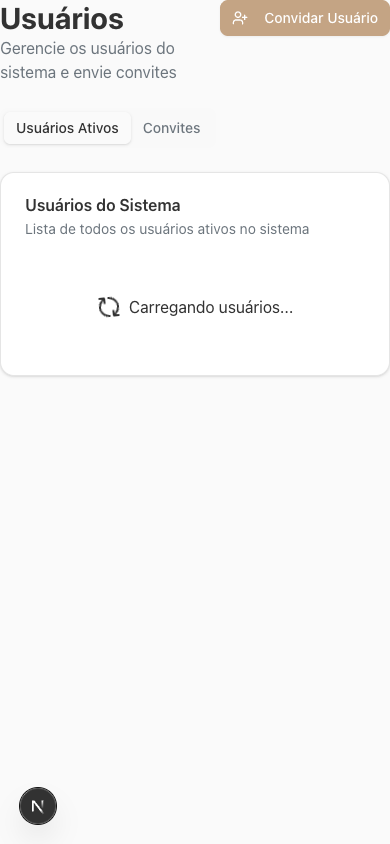 Usuários
Convidar Usuário
Gerencie os usuários do
sistema e envie convites
Usuários Ativos
Convites
Usuários do Sistema
Lista de todos os usuários ativos no sistema
Carregando usuários...
N